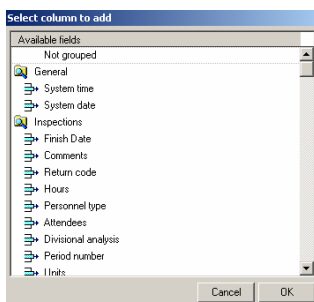 Select column to add
Available fields
Not grouped
General
System time
System date
Inspections
Finish Date
Comments
Return code
Hours
Personnel type
Attendees
Divisional analysis
Period number
Units
Cancel OK